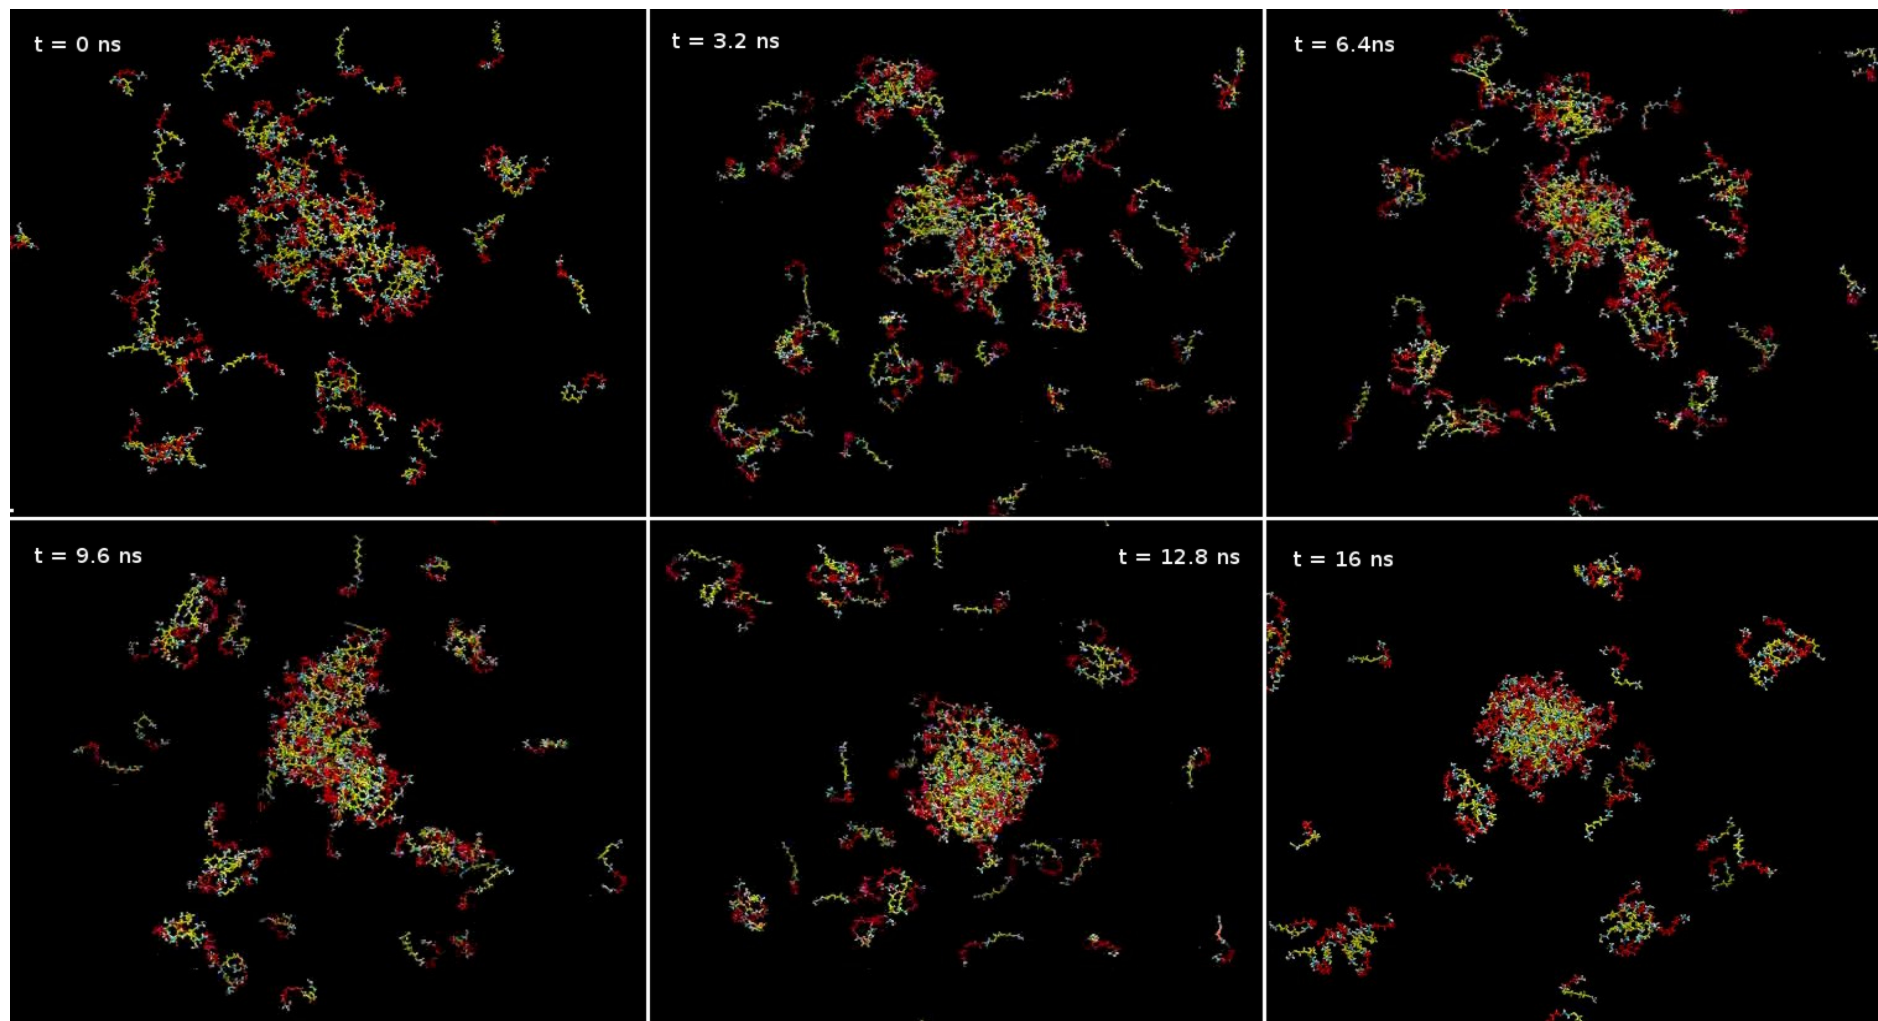 t = 0 ns
t = 3.2 ns
t = 6.4ns
t = 9.6 ns
t = 12.8 ns
t = 16 ns